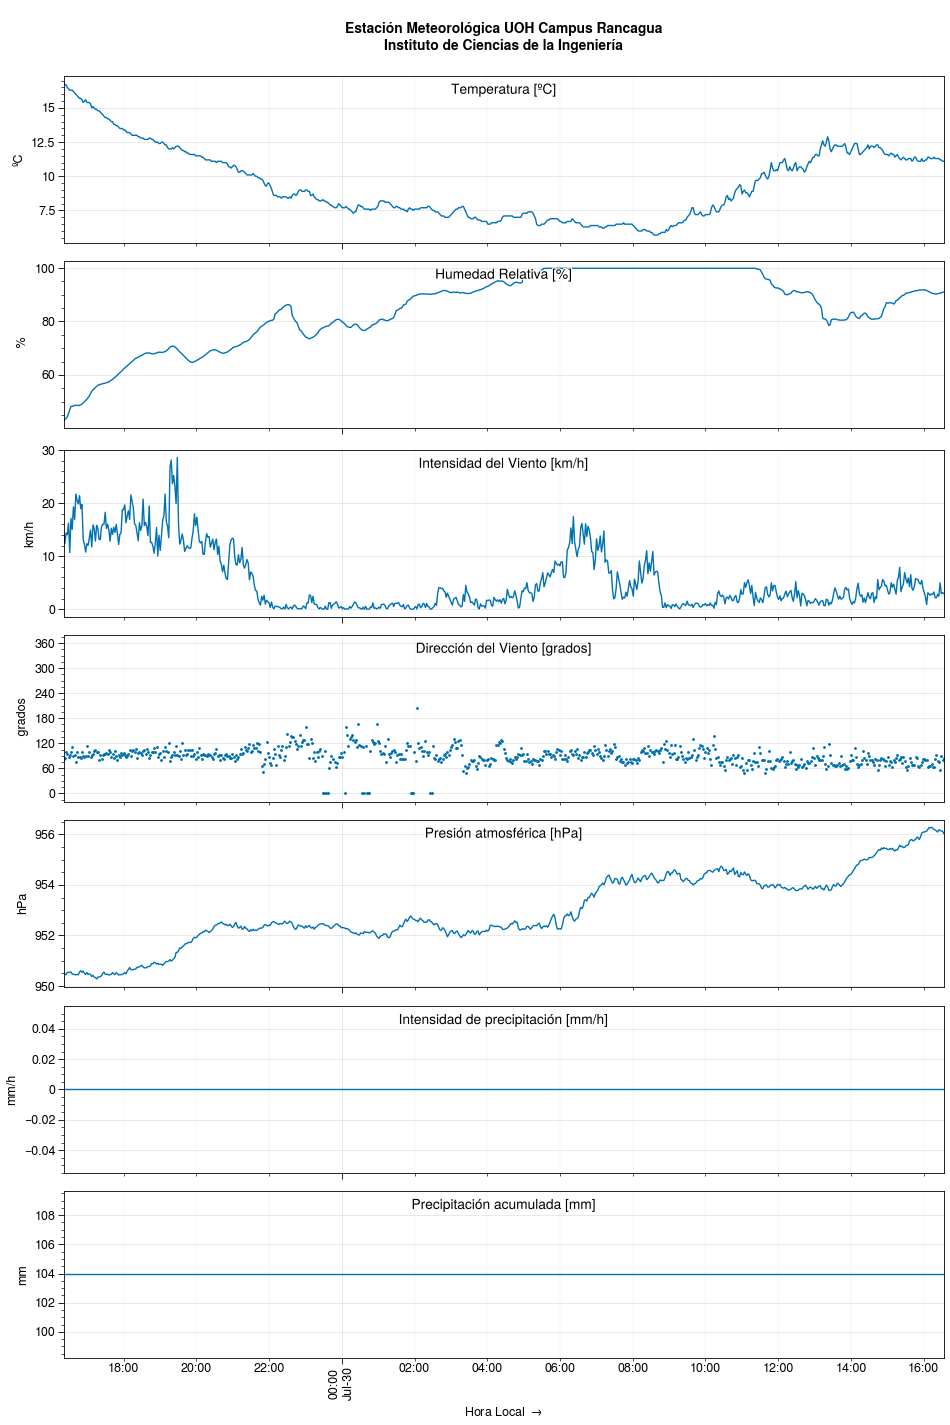 Estación Meteorológica UOH Campus Rancagua
Instituto de Ciencias de la Ingeniería
Temperatura [ºC]
ºC
15
12.5
10
7.5
Humedad Relativa [%]
%
100
80
60
Intensidad del Viento [km/h]
km/h
30
20
10
0
Dirección del Viento [grados]
grados
360
300
240
180
120
60
0
Presión atmosférica [hPa]
hPa
956
954
952
950
Intensidad de precipitación [mm/h]
mm/h
0.04
0.02
0
−0.02
−0.04
Precipitación acumulada [mm]
mm
108
106
104
102
100
18:00 20:00 22:00 00:00 02:00 04:00 06:00 08:00 10:00 12:00 14:00 16:00
Jul-30
Hora Local →